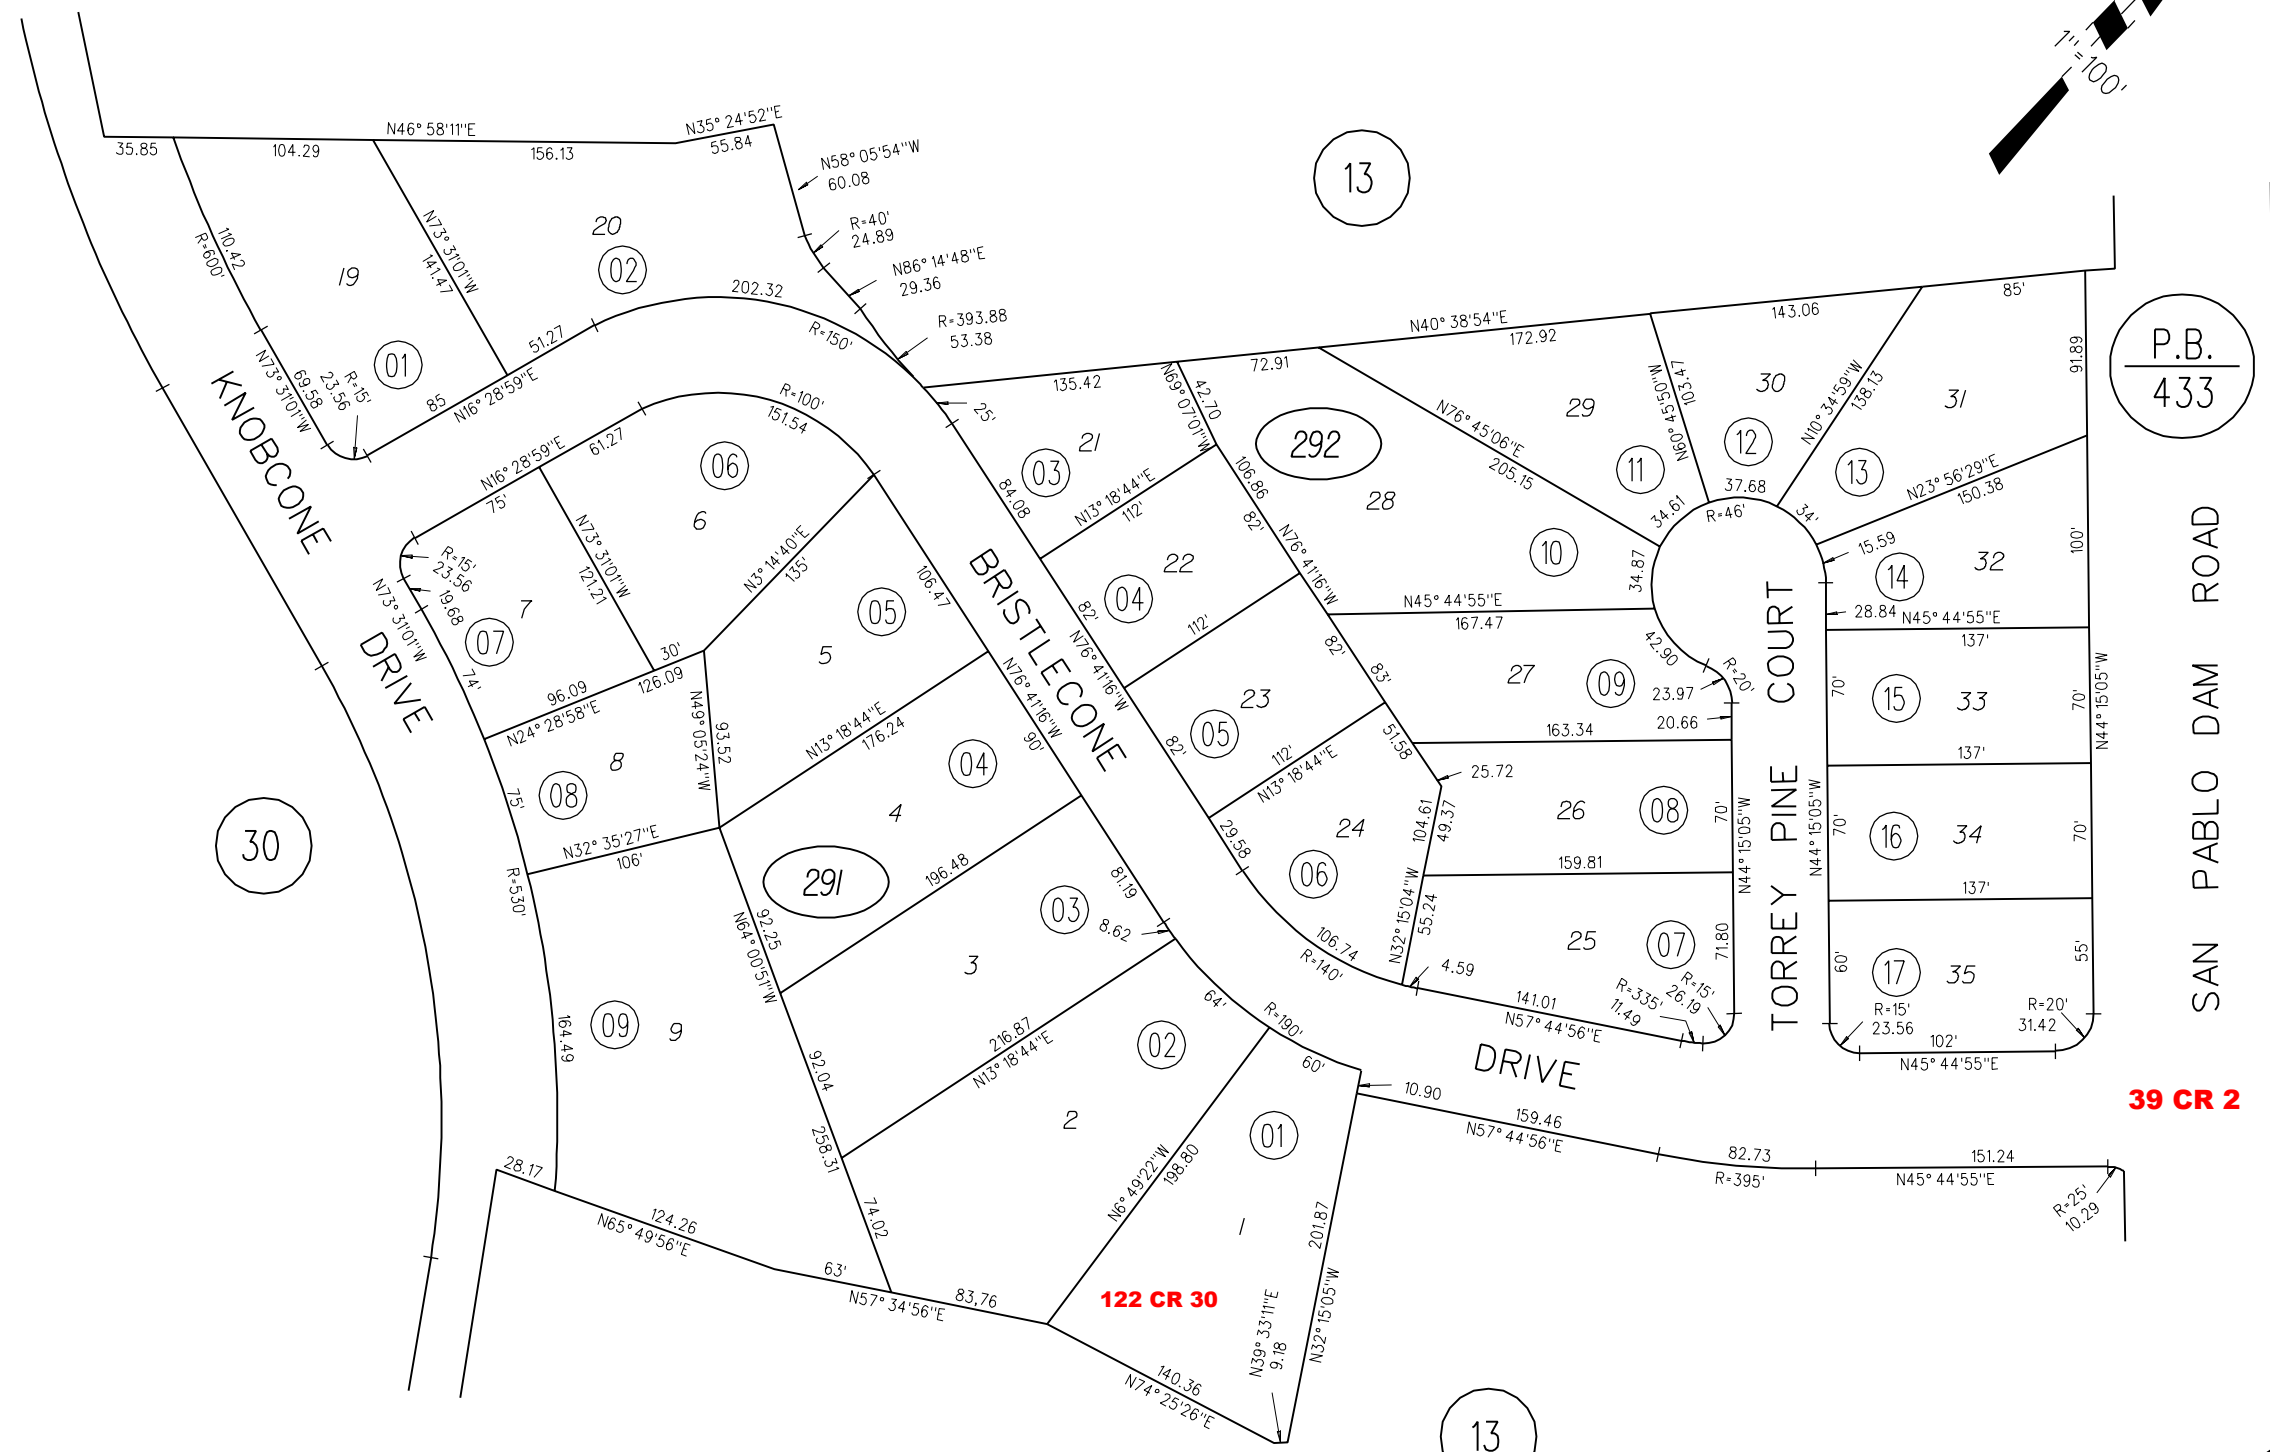 1"=100'
N46° 58'11"E
35.85
104.29
156.13
N35° 24'52"E
55.84
N58° 05'54"W
60.08
R=40'
24.89
N86° 14'48"E
29.36
R=393.88
53.38
13
110.42
R=600'
N73° 31'01"W
141.47
20
02
19
01
202.32
R=150'
51.27
85
N16° 28'59"E
N73° 31'01"W
69.58
23.56
R=15'
KNOBCONE
DRIVE
N40° 38'54"E
135.42
72.91
172.92
143.06
85'
25'
N69° 07'01"W
42.70
21
03
84.08
N13° 18'44"E
112'
292
106.86
82'
N76° 41'16"W
28
N76° 45'06"E
205.15
29
11
N60° 45'50"W
103.47
30
12
N10° 34'59"W
138.13
31
13
91.89
P.B.
433
37.68
R=46'
34.61
34'
34.87
42.90
N23° 56'29"E
150.38
15.59
100'
32
14
28.84
N45° 44'55"E
137'
10
N45° 44'55"E
167.47
R=100'
151.54
N16° 28'59"E
61.27
75'
06
6
R=15'
23.56
19.68
N73° 31'01"W
7
07
N73° 31'01"W
121.21
N3° 14'40"E
135'
30'
126.09
96.09
N24° 28'58"E
74'
05
5
106.47
BRISTLECONE
DRIVE
22
04
112'
82'
N76° 41'16"W
23
05
82'
112'
N13° 18'44"E
82'
83'
51.58
25.72
27
09
R=20'
23.97
20.66
163.34
26
08
70'
N44° 15'05"W
159.81
25
07
71.80
TORREY PINE COURT
N44° 15'05"W
70'
15
33
70'
N44° 15'05"W
137'
70'
16
34
70'
137'
60'
17
35
55'
R=15'
23.56
R=20'
31.42
102'
N45° 44'55"E
SAN PABLO DAM ROAD
39 CR 2
30
8
08
75'
N49° 05'24"W
93.52
N32° 35'27"E
106'
R=530'
N13° 18'44"E
176.24
04
4
N76° 41'16"W
90'
291
196.48
81.19
8.62
03
3
92.25
N64° 00'51"W
29.58
24
06
104.61
49.37
N32° 15'04"W
55.24
106.74
R=140'
4.59
141.01
N57° 44'56"E
R=335'
11.49
R=15'
26.19
09
9
164.49
216.87
N13° 18'44"E
92.04
258.31
74.02
64'
R=190'
60'
02
2
01
1
N6° 49'22"W
198.80
10.90
159.46
N57° 44'56"E
82.73
R=395'
151.24
N45° 44'55"E
R=25'
10.29
28.17
124.26
N65° 49'56"E
63'
N57° 34'56"E
83,76
122 CR 30
201.87
N32° 15'05"W
N39° 33'11"E
9.18
140.36
N74° 25'26"E
13